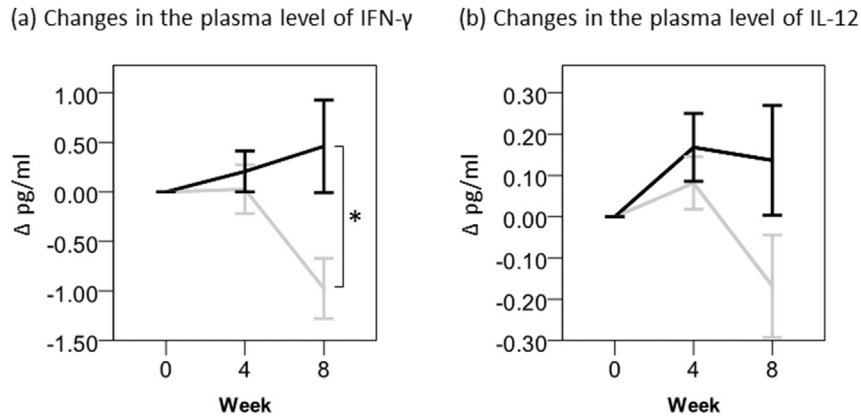 (a) Changes in the plasma level of IFN-γ
1.00
0.50
0.00
-0.50
-1.00
-1.50
Δ pg/ml
*
0 4 8
Week
(b) Changes in the plasma level of IL-12
0.30
0.20
0.10
0.00
-0.10
-0.20
-0.30
Δ pg/ml
0 4 8
Week